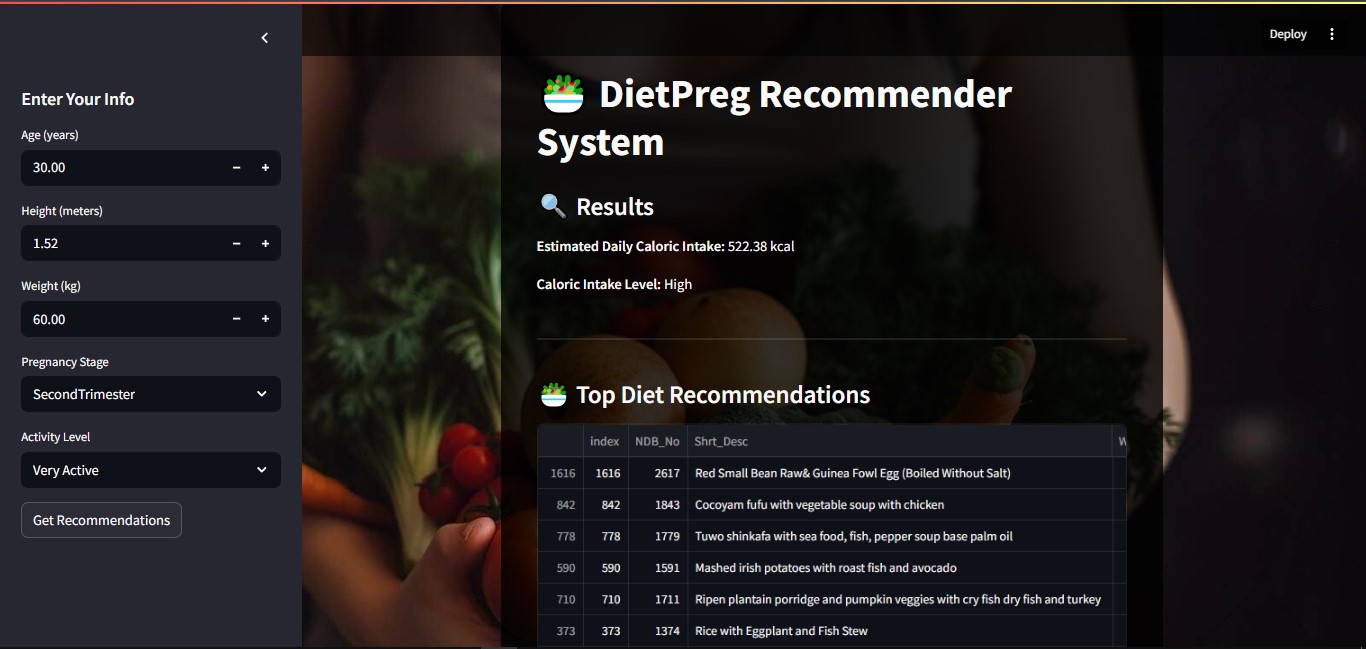 Deploy
Enter Your Info
Age (years)
30.00
Height (meters)
1.52
Weight (kg)
60.00
Pregnancy Stage
SecondTrimester
Activity Level
Very Active
Get Recommendations
DietPreg Recommender
System
Results
Estimated Daily Caloric Intake: 522.38 kcal
Caloric Intake Level: High
Top Diet Recommendations
index NDB_No Shrt_Desc
1616 1616 2617 Red Small Bean Raw& Guinea Fowl Egg (Boiled Without Salt)
842 842 1843 Cocoyam fufu with vegetable soup with chicken
778 778 1779 Tuwo shinkafa with sea food, fish, pepper soup base palm oil
590 590 1591 Mashed irish potatoes with roast fish and avocado
710 710 1711 Ripen plantain porridge and pumpkin veggies with cry fish dry fish and turkey
373 373 1374 Rice with Eggplant and Fish Stew